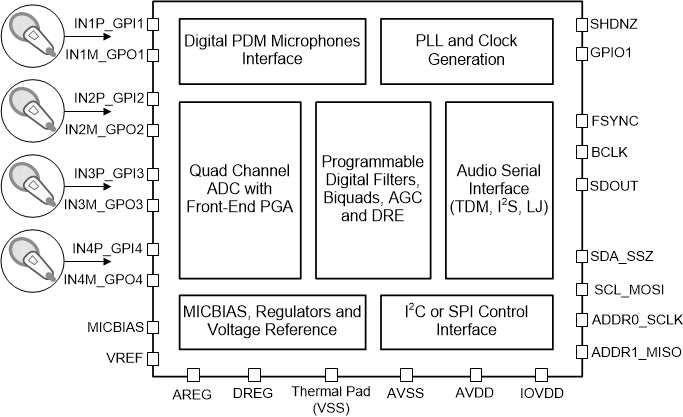 IN1P_GPI1
IN1M_GPO1
IN2P_GPI2
IN2M_GPO2
IN3P_GPI3
IN3M_GPO3
IN4P_GPI4
IN4M_GPO4
MICBIAS
VREF
Digital PDM Microphones
Interface
PLL and Clock
Generation
Quad Channel
ADC with
Front-End PGA
Programmable
Digital Filters,
Biquads, AGC
and DRE
Audio Serial
Interface
(TDM, I²S, LJ)
MICBIAS, Regulators and
Voltage Reference
I²C or SPI Control
Interface
SHDNZ
GPIO1
FSYNC
BCLK
SDOUT
SDA_SSZ
SCL_MOSI
ADDR0_SCLK
ADDR1_MISO
AREG
DREG
Thermal Pad
(VSS)
AVSS
AVDD
IOVDD